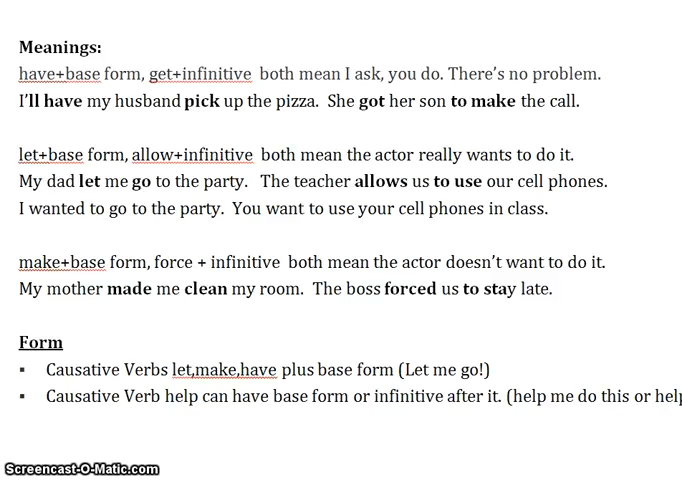 Meanings:
have+base form, get+infinitive both mean I ask, you do. There's no problem.
I'll have my husband pick up the pizza. She got her son to make the call.
let+base form, allow+infinitive both mean the actor really wants to do it.
My dad let me go to the party. The teacher allows us to use our cell phones.
I wanted to go to the party. You want to use your cell phones in class.
make+base form, force + infinitive both mean the actor doesn't want to do it.
My mother made me clean my room. The boss forced us to stay late.
Form
▪ Causative Verbs let,make,have plus base form (Let me go!)
▪ Causative Verb help can have base form or infinitive after it. (help me do this or help
Screencast-O-Matic.com